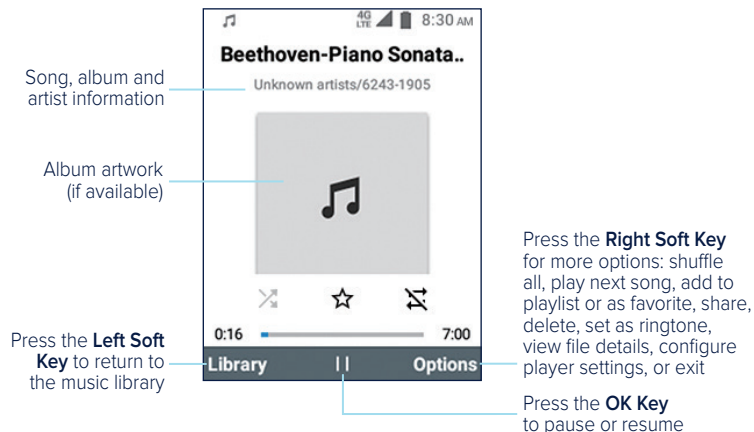 4G
LTE
8:30 AM
Beethoven-Piano Sonata..
Unknown artists/6243-1905
Song, album and
artist information
Album artwork
(if available)
0:16
7:00
Library
Options
Press the Left Soft
Key to return to
the music library
Press the Right Soft Key
for more options: shuffle
all, play next song, add to
playlist or as favorite, share,
delete, set as ringtone,
view file details, configure
player settings, or exit
Press the OK Key
to pause or resume